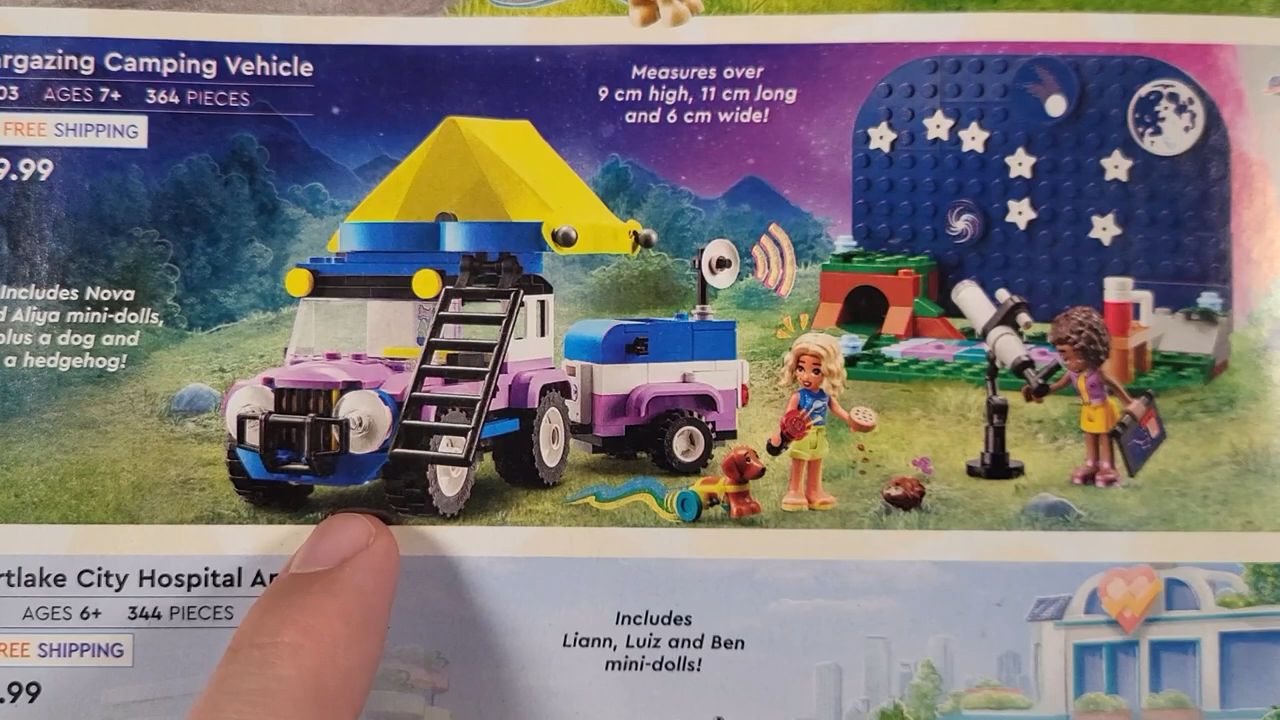 argazing Camping Vehicle
03 AGES 7+ 364 PIECES
FREE SHIPPING
9.99
Measures over
9 cm high, 11 cm long
and 6 cm wide!
Includes Nova
d Aliya mini-dolls,
plus a dog and
a hedgehog!
rtlake City Hospital Ar
AGES 6+ 344 PIECES
REE SHIPPING
.99
Includes
Liann, Luiz and Ben
mini-dolls!